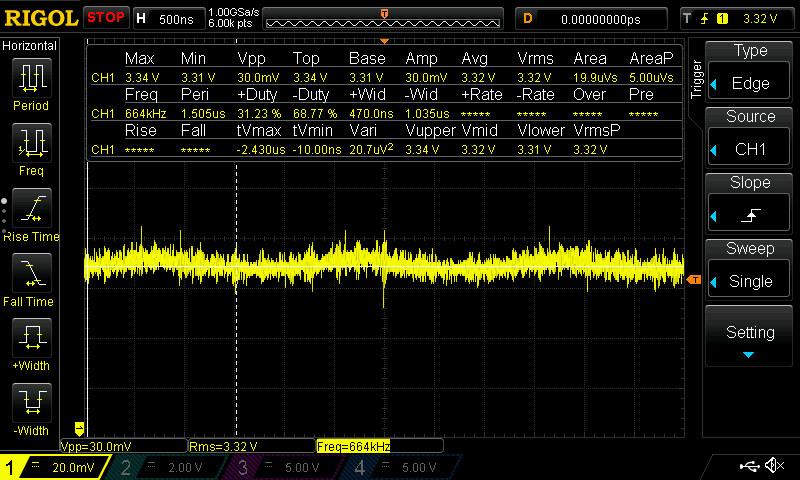 RIGOL STOP H 500ns 1.00GSa/s 6.00k pts T D 0.00000000ps T 1 3.32 V
Horizontal
Period
Freq
Rise Time
Fall Time
+Width
-Width
Max Min Vpp Top Base Amp Avg Vrms Area AreaP
CH1 3.34 V 3.31 V 30.0mV 3.34 V 3.31 V 30.0mV 3.32 V 3.32 V 19.9uVs 5.00uVs
Freq Peri +Duty -Duty +Wid -Wid +Rate -Rate Over Pre
CH1 664kHz 1.505us 31.23 % 68.77 % 470.0ns 1.035us ***** ***** ***** *****
Rise Fall tVmax tVmin Vari Vupper Vmid Vlower VrmsP
CH1 ***** ***** -2.430us -10.00ns 20.7uV² 3.34 V 3.32 V 3.31 V 3.32 V
T
Trigger
Type
Edge
Source
CH1
Slope
Sweep
Single
Setting
Vpp=30.0mV Rms=3.32 V Freq=664kHz
1 20.0mV 2 2.00 V 3 5.00 V 4 5.00 V